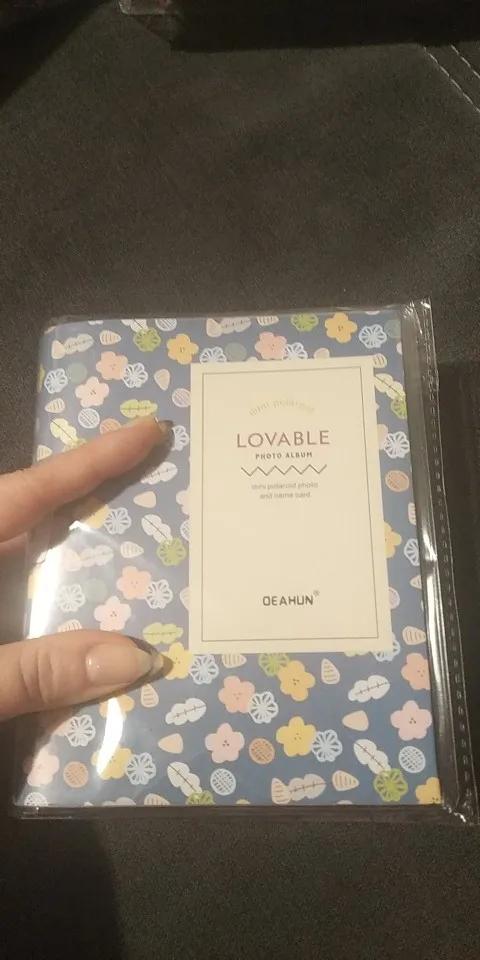 mini polaroid
LOVABLE
PHOTO ALBUM
mini polaroid photo
and name card
OEAHUN®